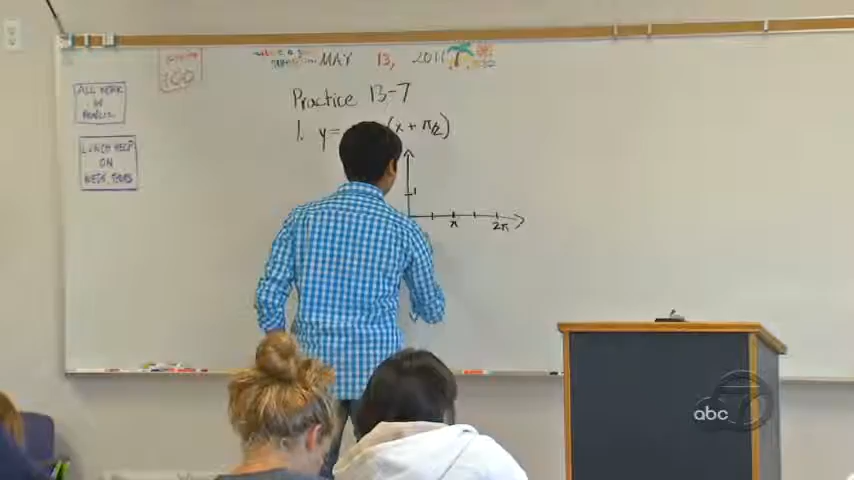 MAY 13, 2011
100
ALL WORK
IN
PENCIL
Practice 13-7
1. y= (x + π/2)
LUNCH HELP
ON
WEDS, THURS
1
π
2π
abc 7